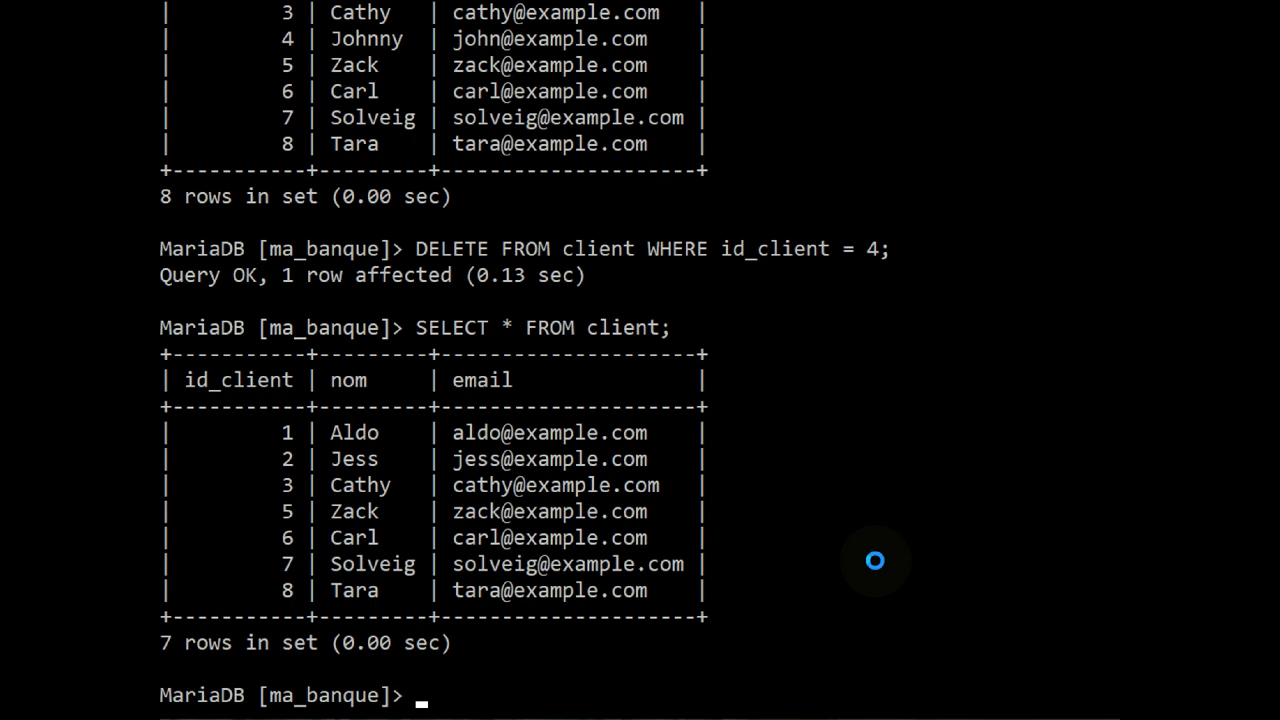 |         3 | Cathy   | cathy@example.com   |
|         4 | Johnny  | john@example.com    |
|         5 | Zack    | zack@example.com    |
|         6 | Carl    | carl@example.com    |
|         7 | Solveig | solveig@example.com |
|         8 | Tara    | tara@example.com    |
+-----------+---------+---------------------+
8 rows in set (0.00 sec)
MariaDB [ma_banque]> DELETE FROM client WHERE id_client = 4;
Query OK, 1 row affected (0.13 sec)
MariaDB [ma_banque]> SELECT * FROM client;
+-----------+---------+---------------------+
| id_client | nom     | email               |
+-----------+---------+---------------------+
|         1 | Aldo    | aldo@example.com    |
|         2 | Jess    | jess@example.com    |
|         3 | Cathy   | cathy@example.com   |
|         5 | Zack    | zack@example.com    |
|         6 | Carl    | carl@example.com    |
|         7 | Solveig | solveig@example.com |
|         8 | Tara    | tara@example.com    |
+-----------+---------+---------------------+
7 rows in set (0.00 sec)
MariaDB [ma_banque]>